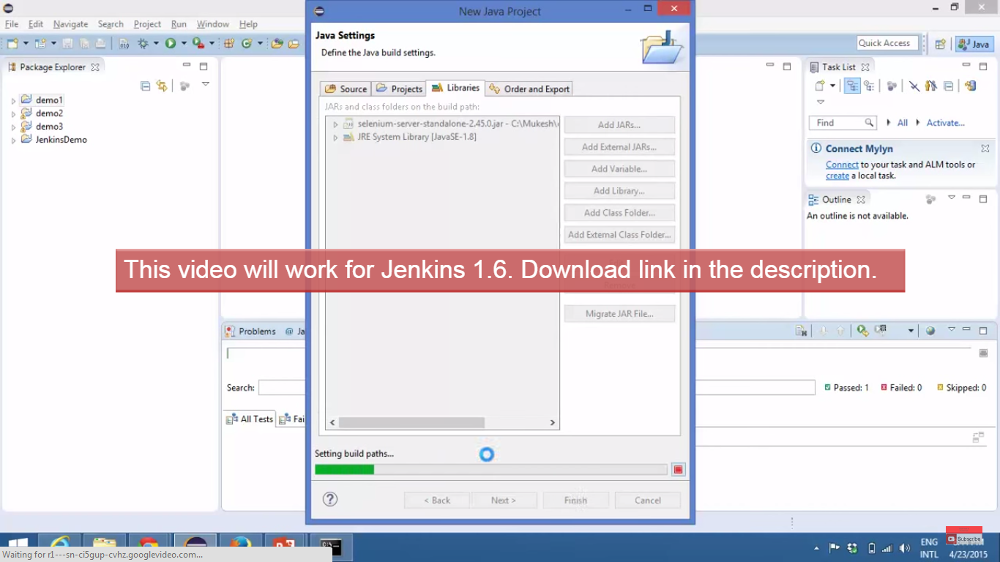 New Java Project
File Edit Navigate Search Project Run Window Help
Quick Access
Java
Package Explorer
demo1
demo2
demo3
JenkinsDemo
Java Settings
Define the Java build settings.
Source Projects Libraries Order and Export
JARs and class folders on the build path:
selenium-server-standalone-2.45.0.jar - C:\Mukesh\
JRE System Library [JavaSE-1.8]
Add JARs...
Add External JARs...
Add Variable...
Add Library...
Add Class Folder...
Add External Class Folder...
Migrate JAR File...
This video will work for Jenkins 1.6. Download link in the description.
Setting build paths...
< Back Next > Finish Cancel
Task List
Find All Activate...
Connect Mylyn
Connect to your task and ALM tools or
create a local task.
Outline
An outline is not available.
Problems @ Ja
Search:
Passed: 1 Failed: 0 Skipped: 0
All Tests Fai
Waiting for r1---sn-ci5gup-cvhz.googlevideo.com...
Subscribe
ENG
INTL 4/23/2015